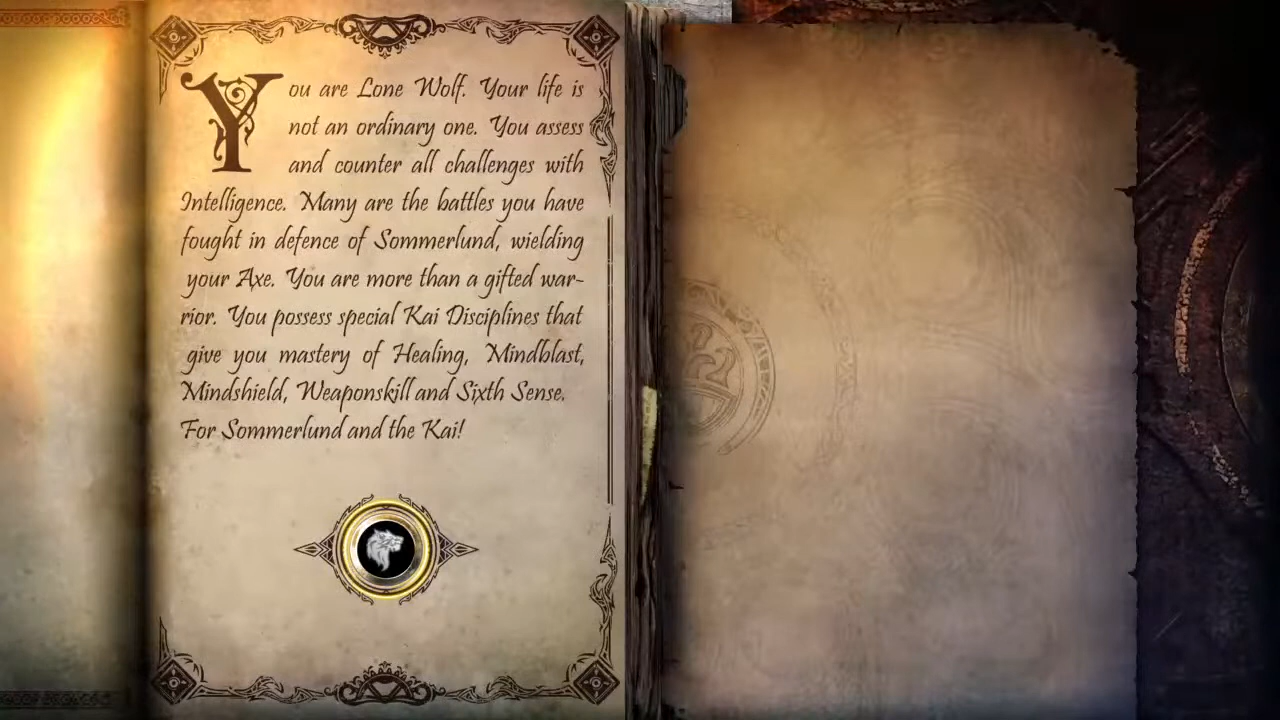 You are Lone Wolf. Your life is
not an ordinary one. You assess
and counter all challenges with
Intelligence. Many are the battles you have
fought in defence of Sommerlund, wielding
your Axe. You are more than a gifted war-
rior. You possess special Kai Disciplines that
give you mastery of Healing, Mindblast,
Mindshield, Weaponskill and Sixth Sense.
For Sommerlund and the Kai!